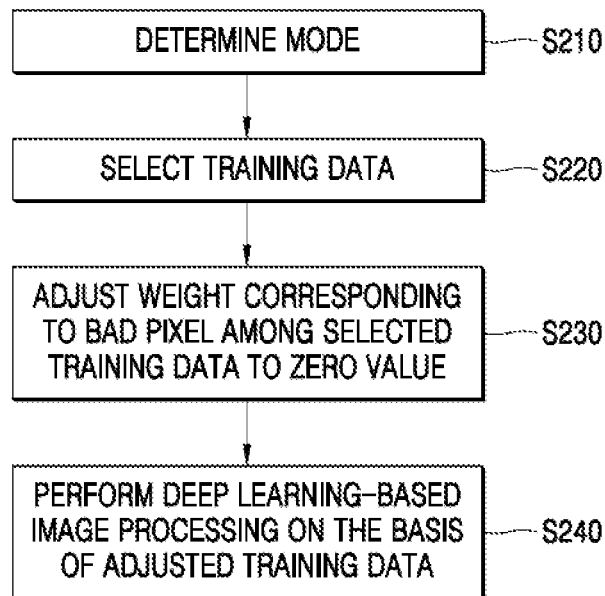 DETERMINE MODE
S210
SELECT TRAINING DATA
S220
ADJUST WEIGHT CORRESPONDING
TO BAD PIXEL AMONG SELECTED
TRAINING DATA TO ZERO VALUE
S230
PERFORM DEEP LEARNING-BASED
IMAGE PROCESSING ON THE BASIS
OF ADJUSTED TRAINING DATA
S240